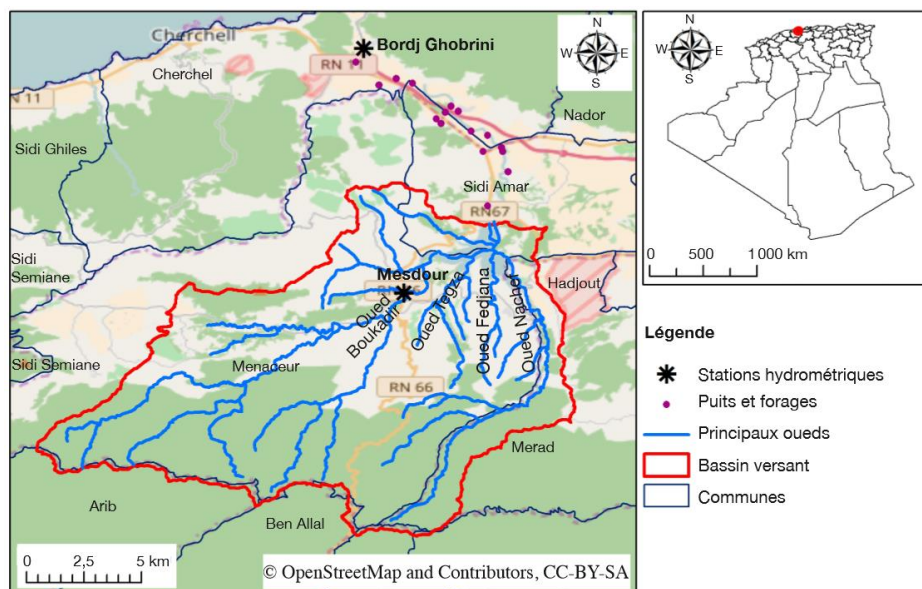 Cherchell
Bordj Ghobrini
N
W E
S
Cherchel
RN 11
RN 11
Nador
Sidi Ghiles
Sidi Amar
RN67
Sidi
Semiane
Mesdour
Hadjout
Oued
Boukadir
Oued Tegza
Oued Fedjana
Oued Nacher
Sidi Semiane
Menaceur
RN 66
Merad
Arib
Ben Allal
0 2,5 5 km
© OpenStreetMap and Contributors, CC-BY-SA
N
W E
S
0 500 1000 km
Légende
Stations hydrométriques
Puits et forages
Principaux oueds
Bassin versant
Communes